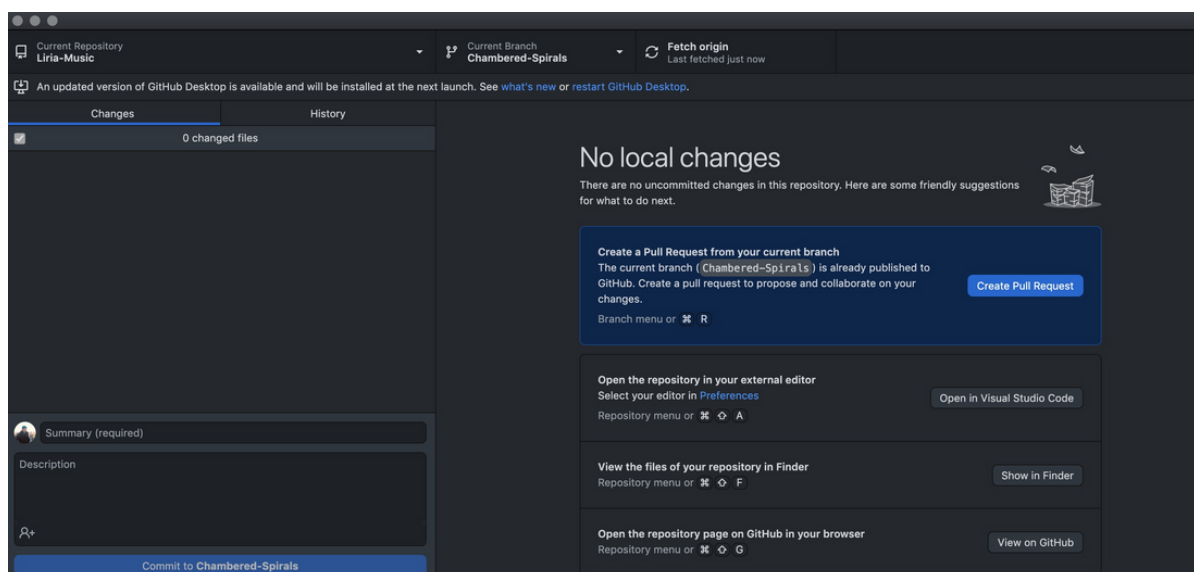 Current Repository
Liria-Music
Current Branch
Chambered-Spirals
Fetch origin
Last fetched just now
An updated version of GitHub Desktop is available and will be installed at the next launch. See what's new or restart GitHub Desktop.
Changes
History
0 changed files
No local changes
There are no uncommitted changes in this repository. Here are some friendly suggestions
for what to do next.
Create a Pull Request from your current branch
The current branch (Chambered-Spirals) is already published to
GitHub. Create a pull request to propose and collaborate on your
changes.
Branch menu or ⌘ R
Create Pull Request
Open the repository in your external editor
Select your editor in Preferences
Repository menu or ⌘ ⇧ A
Open in Visual Studio Code
View the files of your repository in Finder
Repository menu or ⌘ ⇧ F
Show in Finder
Open the repository page on GitHub in your browser
Repository menu or ⌘ ⇧ G
View on GitHub
Summary (required)
Description
Commit to Chambered-Spirals